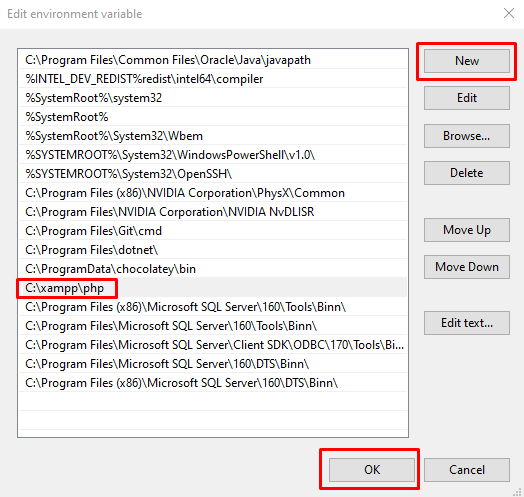 Edit environment variable
C:\Program Files\Common Files\Oracle\Java\javapath
%INTEL_DEV_REDIST%redist\intel64\compiler
%SystemRoot%\system32
%SystemRoot%
%SystemRoot%\System32\Wbem
%SYSTEMROOT%\System32\WindowsPowerShell\v1.0\
%SYSTEMROOT%\System32\OpenSSH\
C:\Program Files (x86)\NVIDIA Corporation\PhysX\Common
C:\Program Files\NVIDIA Corporation\NVIDIA NvDLISR
C:\Program Files\Git\cmd
C:\Program Files\dotnet\
C:\ProgramData\chocolatey\bin
C:\xampp\php
C:\Program Files (x86)\Microsoft SQL Server\160\Tools\Binn\
C:\Program Files\Microsoft SQL Server\160\Tools\Binn\
C:\Program Files\Microsoft SQL Server\Client SDK\ODBC\170\Tools\Bi...
C:\Program Files\Microsoft SQL Server\160\DTS\Binn\
C:\Program Files (x86)\Microsoft SQL Server\160\DTS\Binn\
New
Edit
Browse...
Delete
Move Up
Move Down
Edit text...
OK
Cancel